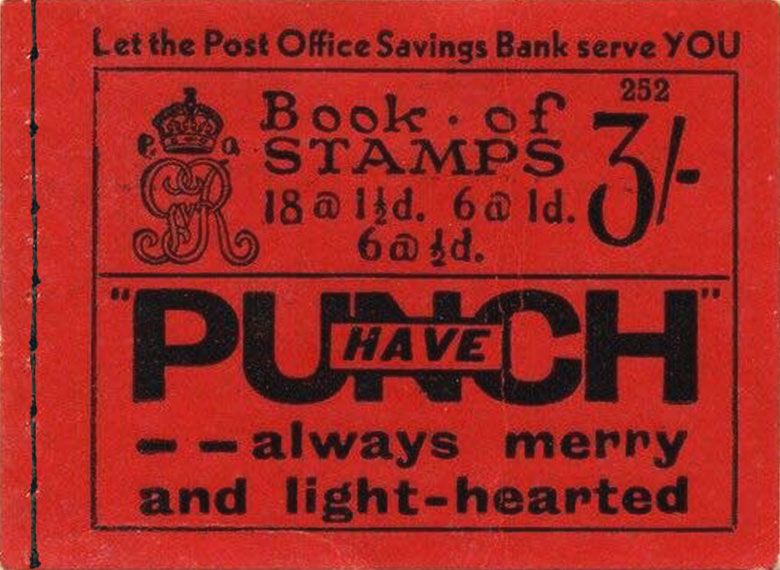 Let the Post Office Savings Bank serve YOU
252
Book · of 3/-
STAMPS
18 @ 1½d. 6 @ 1d.
6 @ ½d.
"PUNCH"
HAVE
– – always merry
and light-hearted